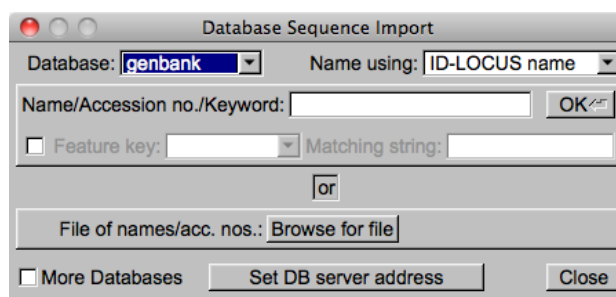 Database Sequence Import
Database: genbank Name using: ID-LOCUS name
Name/Accession no./Keyword: OK
Feature key: Matching string:
or
File of names/acc. nos.: Browse for file
More Databases Set DB server address Close